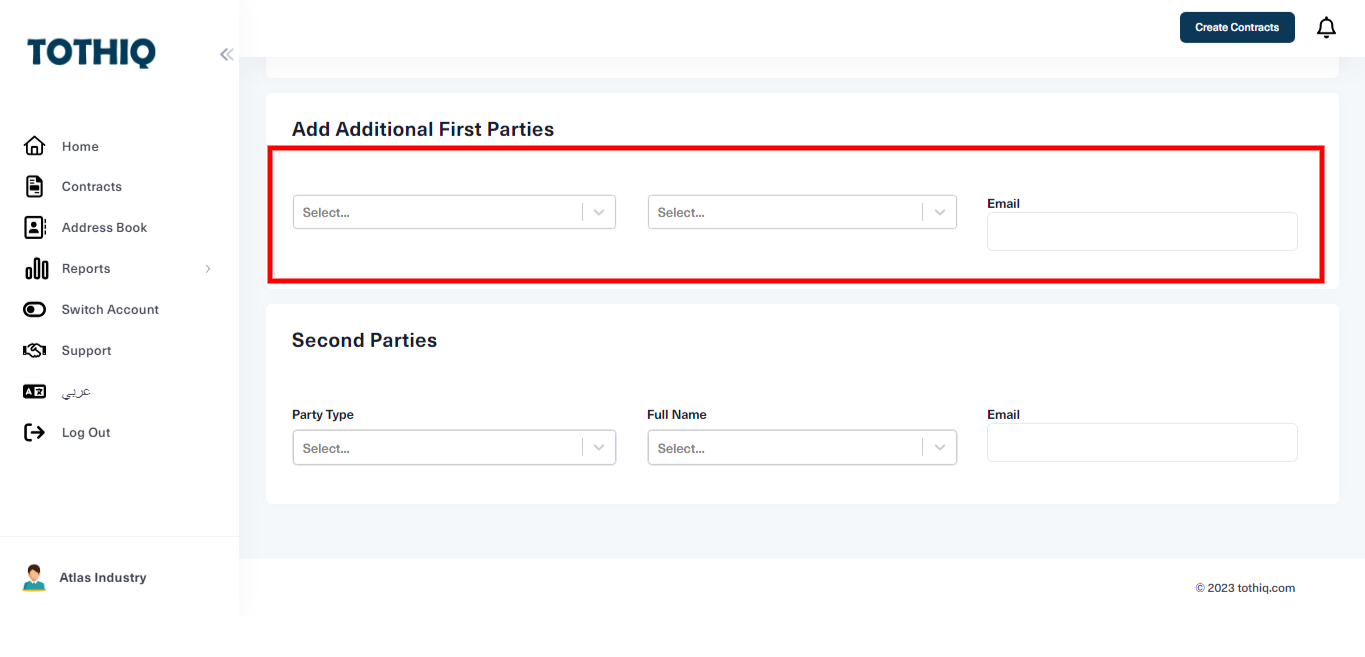 TOTHIQ
Create Contracts
Home
Contracts
Address Book
Reports
Switch Account
Support
عربي
Log Out
Atlas Industry
Add Additional First Parties
Select...
Select...
Email
Second Parties
Party Type
Full Name
Email
Select...
Select...
© 2023 tothiq.com